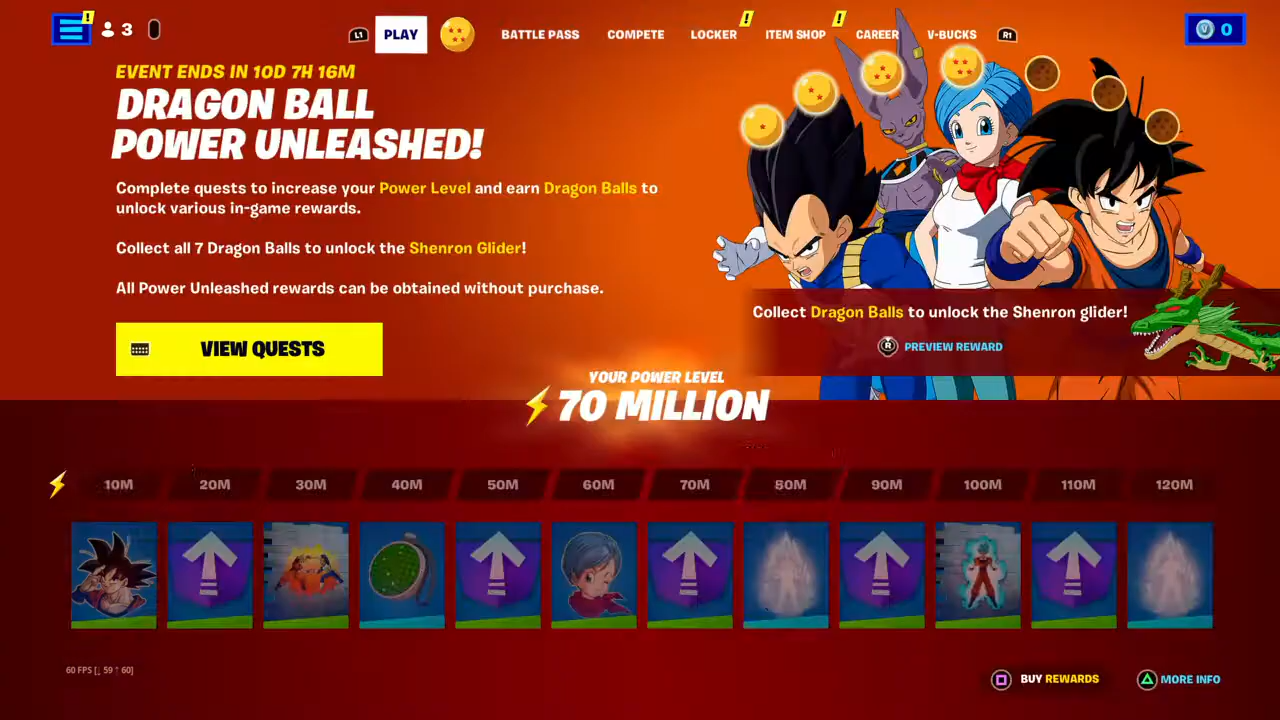 !
3
L1
PLAY
BATTLE PASS
COMPETE
LOCKER
!
ITEM SHOP
!
CAREER
V-BUCKS
R1
V 0
EVENT ENDS IN 10D 7H 16M
DRAGON BALL
POWER UNLEASHED!
Complete quests to increase your Power Level and earn Dragon Balls to
unlock various in-game rewards.
Collect all 7 Dragon Balls to unlock the Shenron Glider!
All Power Unleashed rewards can be obtained without purchase.
VIEW QUESTS
Collect Dragon Balls to unlock the Shenron glider!
R PREVIEW REWARD
YOUR POWER LEVEL
70 MILLION
10M 20M 30M 40M 50M 60M 70M 80M 90M 100M 110M 120M
60 FPS [↓ 59 ↑ 60]
BUY REWARDS
MORE INFO